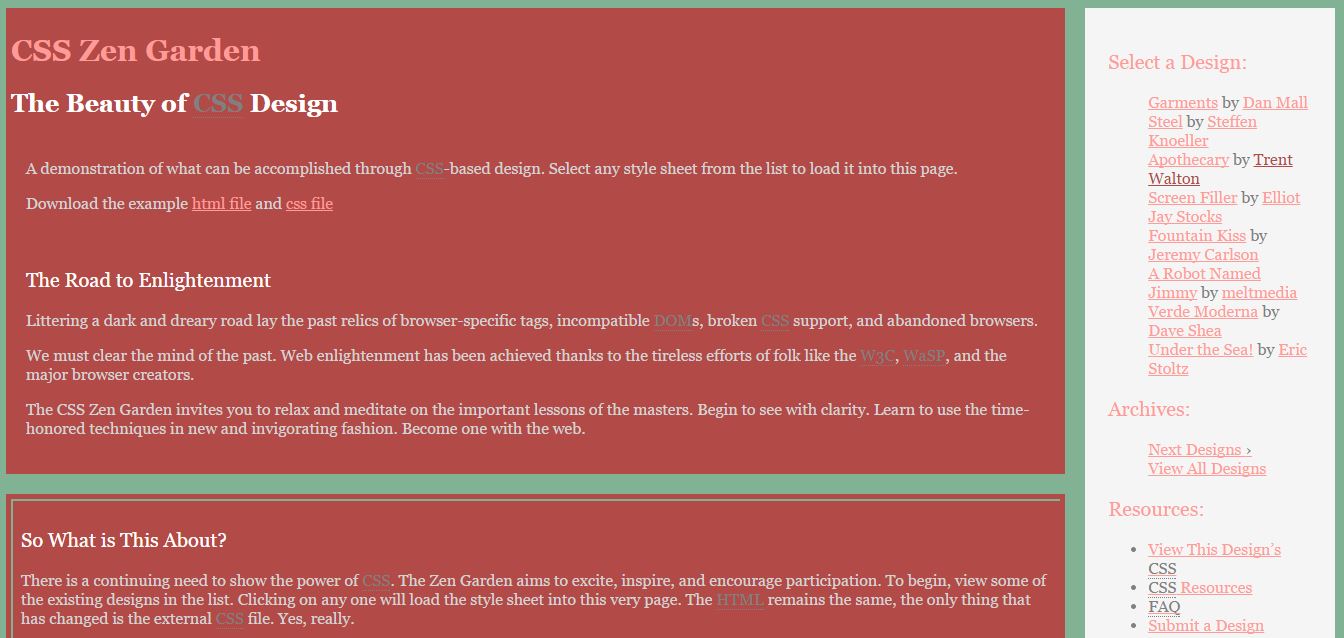 CSS Zen Garden
The Beauty of CSS Design
A demonstration of what can be accomplished through CSS-based design. Select any style sheet from the list to load it into this page.
Download the example html file and css file
The Road to Enlightenment
Littering a dark and dreary road lay the past relics of browser-specific tags, incompatible DOMs, broken CSS support, and abandoned browsers.
We must clear the mind of the past. Web enlightenment has been achieved thanks to the tireless efforts of folk like the W3C, WaSP, and the
major browser creators.
The CSS Zen Garden invites you to relax and meditate on the important lessons of the masters. Begin to see with clarity. Learn to use the time-
honored techniques in new and invigorating fashion. Become one with the web.
So What is This About?
There is a continuing need to show the power of CSS. The Zen Garden aims to excite, inspire, and encourage participation. To begin, view some of
the existing designs in the list. Clicking on any one will load the style sheet into this very page. The HTML remains the same, the only thing that
has changed is the external CSS file. Yes, really.
Select a Design:
Garments by Dan Mall
Steel by Steffen
Knoeller
Apothecary by Trent
Walton
Screen Filler by Elliot
Jay Stocks
Fountain Kiss by
Jeremy Carlson
A Robot Named
Jimmy by meltmedia
Verde Moderna by
Dave Shea
Under the Sea! by Eric
Stoltz
Archives:
Next Designs ›
View All Designs
Resources:
• View This Design’s
CSS
• CSS Resources
• FAQ
• Submit a Design